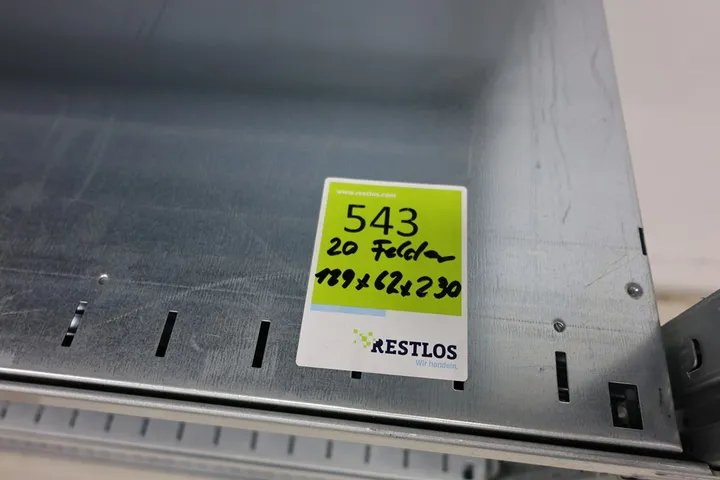 www.restlos.com
543
20 Felder
189x62x230
RESTLOS
Wir handeln.